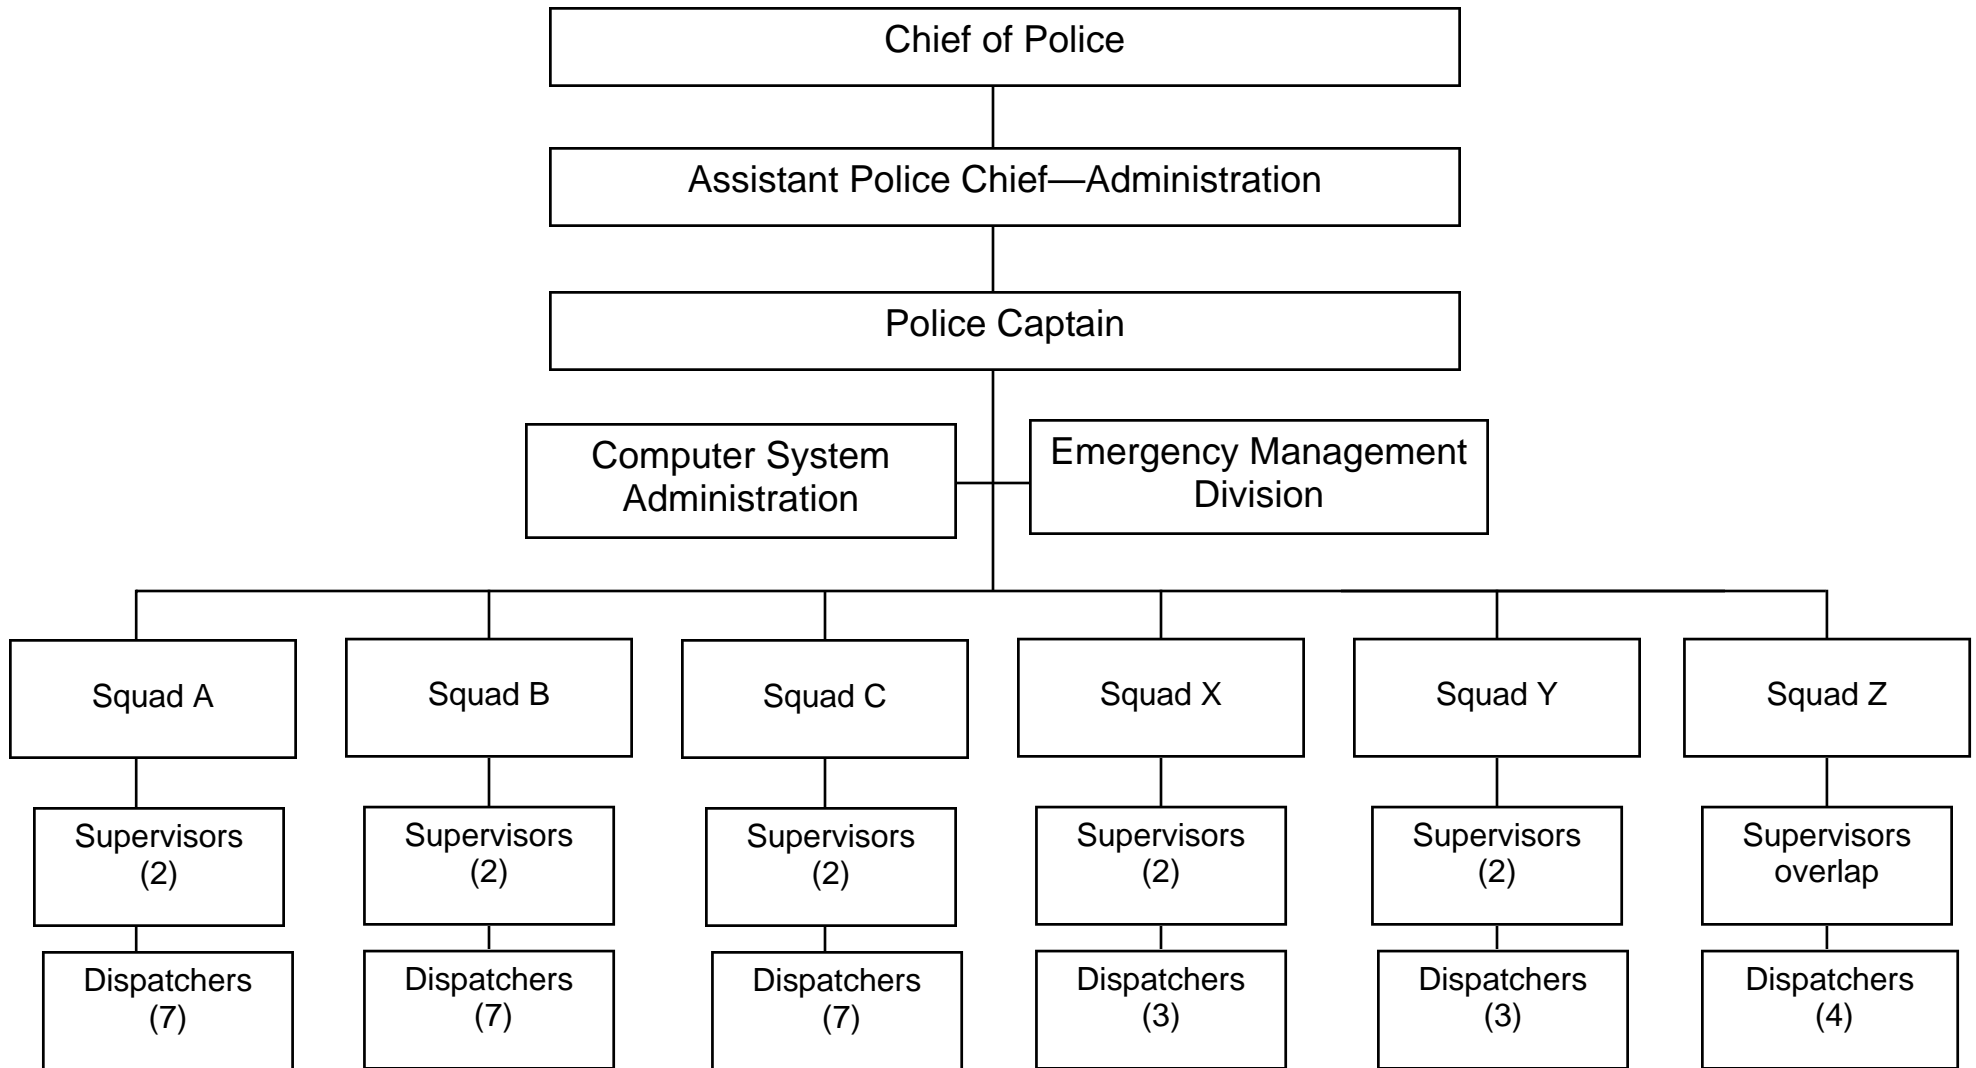 Chief of Police
Assistant Police Chief—Administration
Police Captain
Computer System
Administration
Emergency Management
Division
Squad A
Squad B
Squad C
Squad X
Squad Y
Squad Z
Supervisors
(2)
Supervisors
(2)
Supervisors
(2)
Supervisors
(2)
Supervisors
(2)
Supervisors
overlap
Dispatchers
(7)
Dispatchers
(7)
Dispatchers
(7)
Dispatchers
(3)
Dispatchers
(3)
Dispatchers
(4)